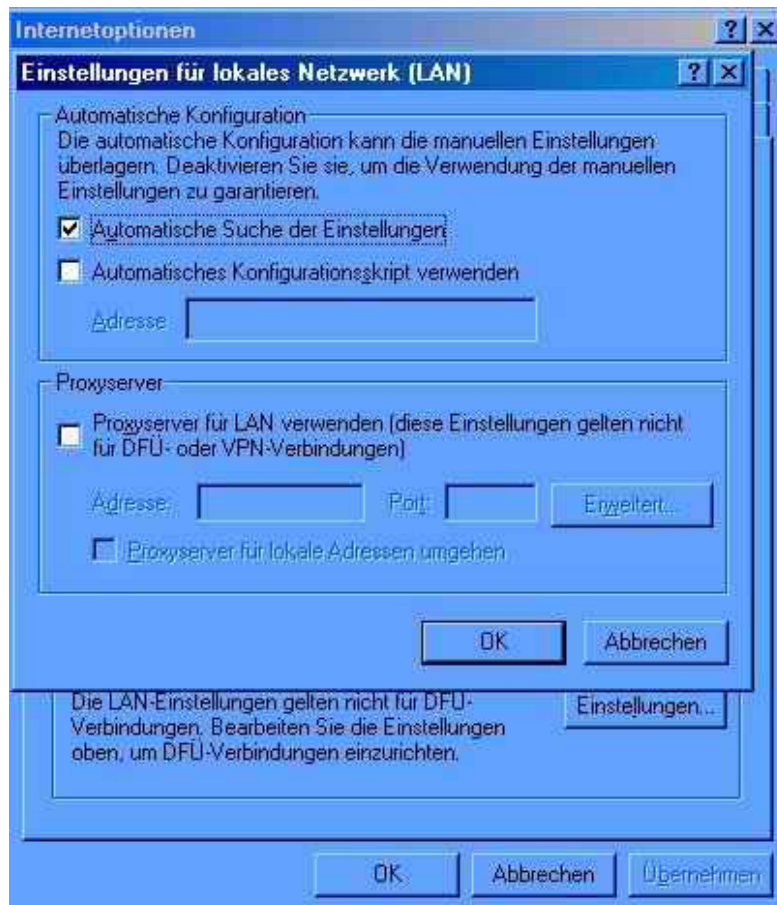 Internetoptionen
Einstellungen für lokales Netzwerk (LAN)
Automatische Konfiguration
Die automatische Konfiguration kann die manuellen Einstellungen
überlagern. Deaktivieren Sie sie, um die Verwendung der manuellen
Einstellungen zu garantieren.
Automatische Suche der Einstellungen
Automatisches Konfigurationsskript verwenden
Adresse
Proxyserver
Proxyserver für LAN verwenden (diese Einstellungen gelten nicht
für DFÜ- oder VPN-Verbindungen)
Adresse: Port: Erweitert...
Proxyserver für lokale Adressen umgehen
OK Abbrechen
Die LAN-Einstellungen gelten nicht für DFÜ- Einstellungen...
Verbindungen. Bearbeiten Sie die Einstellungen
oben, um DFÜ-Verbindungen einzurichten.
OK Abbrechen Übernehmen